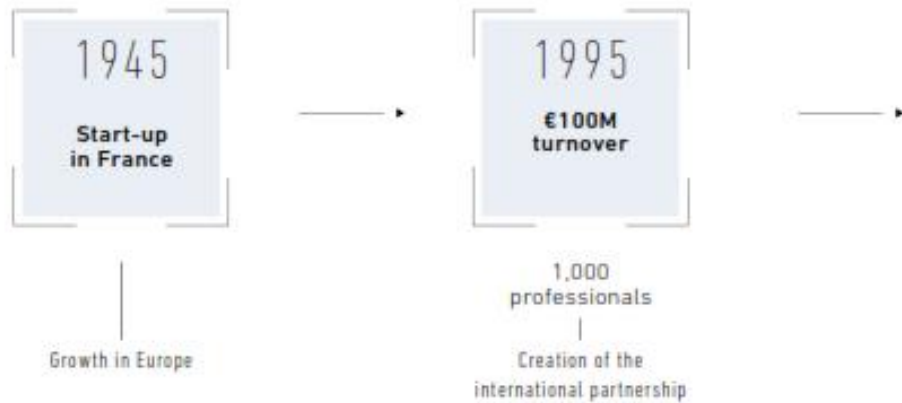 1945
Start-up
in France
Growth in Europe
1995
€100M
turnover
1,000
professionals
Creation of the
international partnership